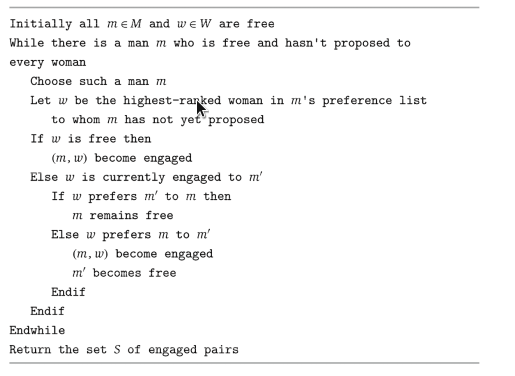 Initially all m ∈ M and w ∈ W are free
While there is a man m who is free and hasn't proposed to
every woman
Choose such a man m
Let w be the highest-ranked woman in m's preference list
to whom m has not yet proposed
If w is free then
(m, w) become engaged
Else w is currently engaged to m′
If w prefers m′ to m then
m remains free
Else w prefers m to m′
(m, w) become engaged
m′ becomes free
Endif
Endif
Endwhile
Return the set S of engaged pairs